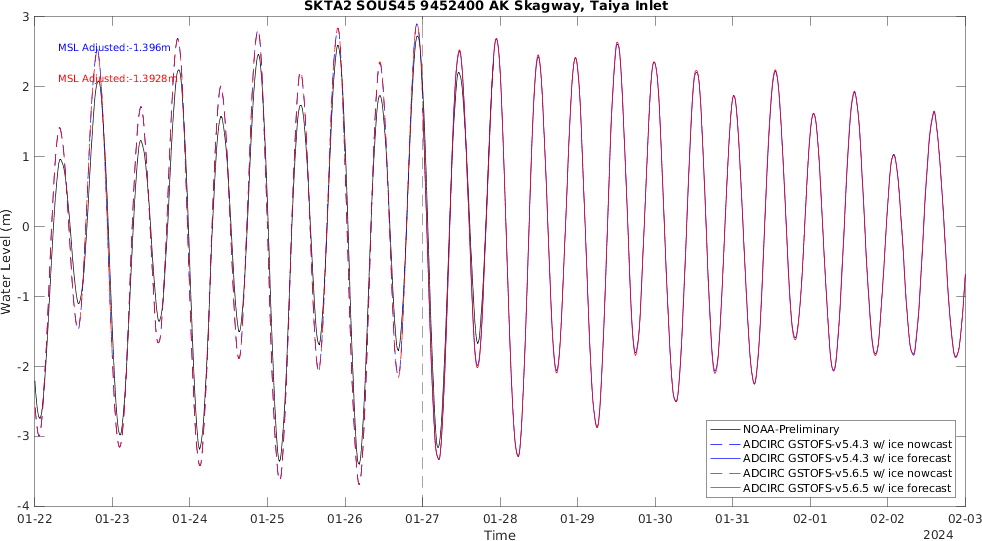 SKTA2 SOUS45 9452400 AK Skagway, Taiya Inlet
3
MSL Adjusted:-1.396m
MSL Adjusted:-1.3928m
2
1
0
-1
-2
-3
-4
Water Level (m)
NOAA-Preliminary
ADCIRC GSTOFS-v5.4.3 w/ ice nowcast
ADCIRC GSTOFS-v5.4.3 w/ ice forecast
ADCIRC GSTOFS-v5.6.5 w/ ice nowcast
ADCIRC GSTOFS-v5.6.5 w/ ice forecast
01-22 01-23 01-24 01-25 01-26 01-27 01-28 01-29 01-30 01-31 02-01 02-02 02-03
Time
2024